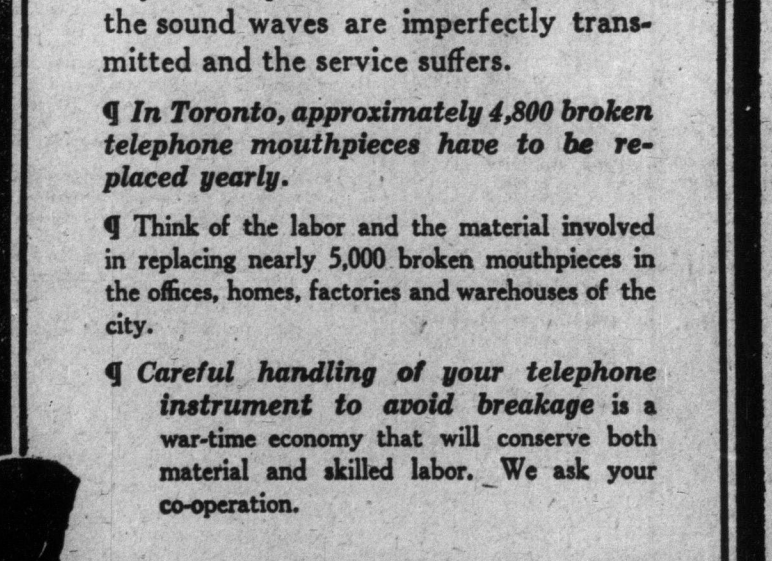 the sound waves are imperfectly trans-
mitted and the service suffers.
¶ In Toronto, approximately 4,800 broken
telephone mouthpieces have to be re-
placed yearly.
¶ Think of the labor and the material involved
in replacing nearly 5,000 broken mouthpieces in
the offices, homes, factories and warehouses of the
city.
¶ Careful handling of your telephone
instrument to avoid breakage is a
war-time economy that will conserve both
material and skilled labor. We ask your
co-operation.